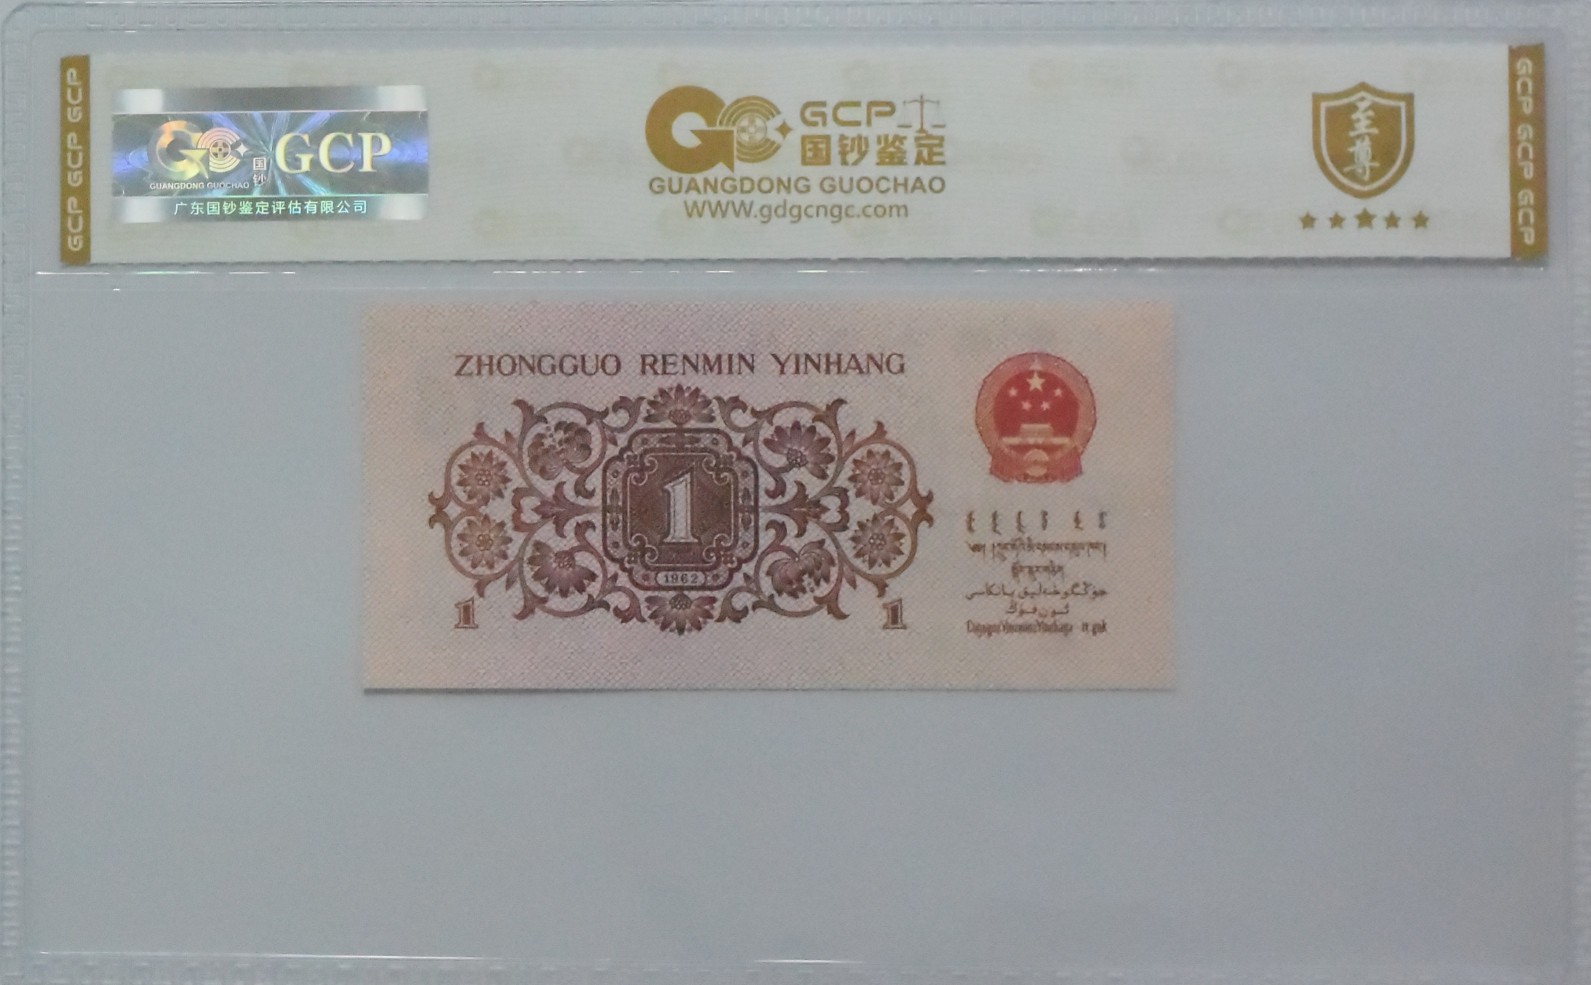 GCP GCP GCP
GUANGDONG GUOCHAO
国钞
GCP
广东国钞鉴定评估有限公司
GCP
国钞鉴定
GUANGDONG GUOCHAO
WWW.gdgcngc.com
至尊
GCP GCP GCP
ZHONGGUO RENMIN YINHANG
1
1962
1
1